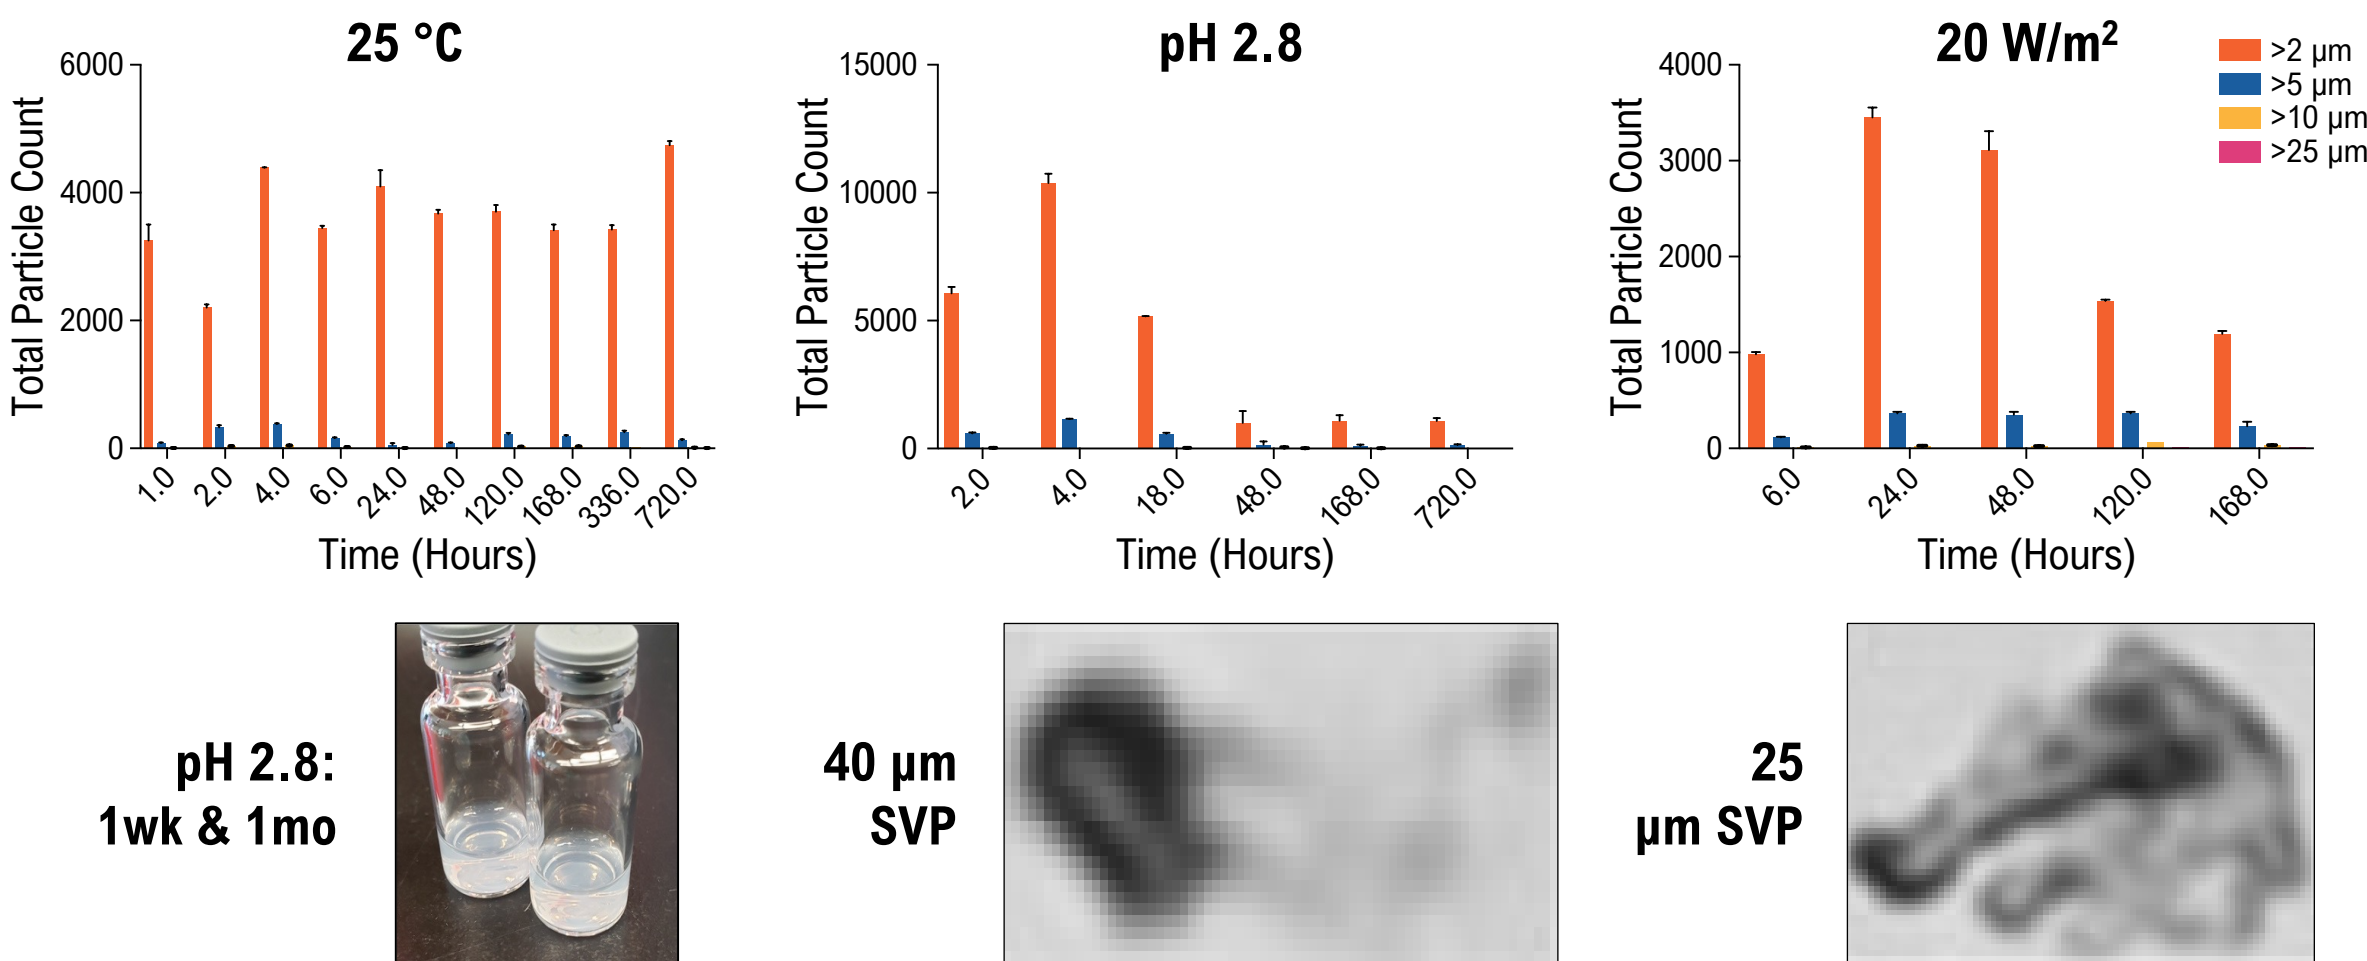 25 °C
6000
4000
2000
0
Total Particle Count
1.0 2.0 4.0 6.0 24.0 48.0 120.0 168.0 336.0 720.0
Time (Hours)
pH 2.8
15000
10000
5000
0
Total Particle Count
2.0 4.0 18.0 48.0 168.0 720.0
Time (Hours)
20 W/m²
4000
3000
2000
1000
0
Total Particle Count
6.0 24.0 48.0 120.0 168.0
Time (Hours)
>2 µm
>5 µm
>10 µm
>25 µm
pH 2.8:
1wk & 1mo
40 µm
SVP
25
µm SVP